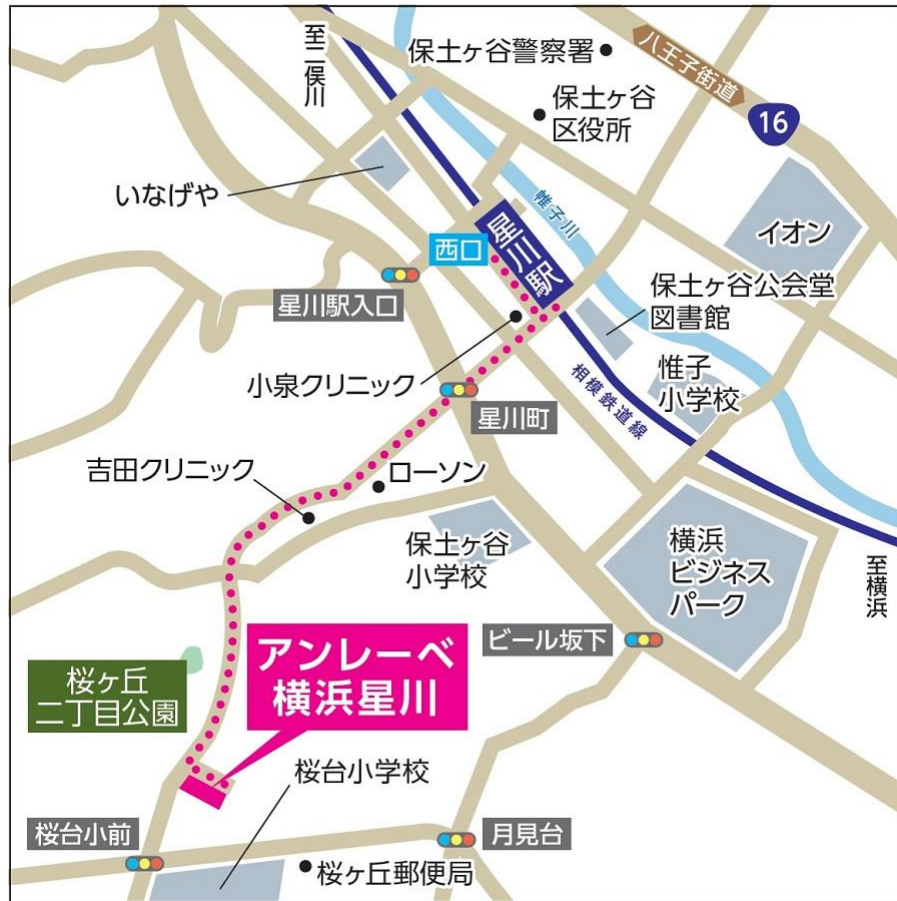 至二俣川
保土ヶ谷警察署
八王子街道
16
保土ヶ谷
区役所
いなげや
帷子川
イオン
西口
星川駅
星川駅入口
保土ヶ谷公会堂
図書館
小泉クリニック
惟子
小学校
相模鉄道線
星川町
吉田クリニック
ローソン
保土ヶ谷
小学校
横浜
ビジネス
パーク
至横浜
ビール坂下
アンレーベ
横浜星川
桜ヶ丘
二丁目公園
桜台小学校
桜台小前
月見台
桜ヶ丘郵便局